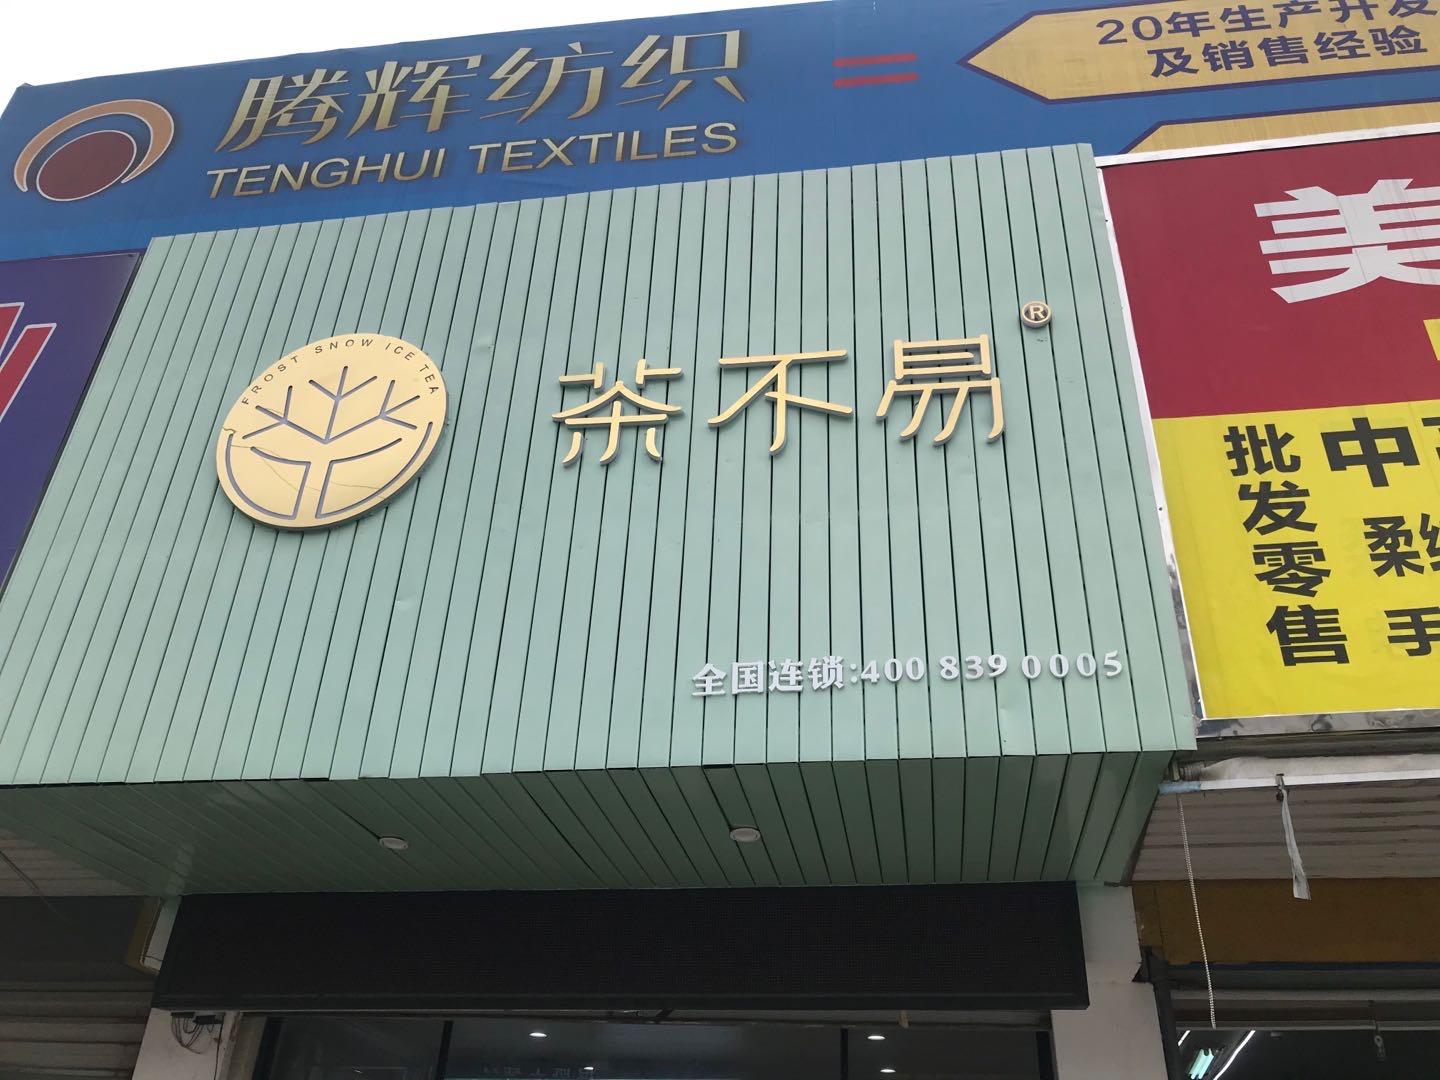 腾辉纺织
TENGHUI TEXTILES
20年生产开发
及销售经验
FROST SNOW ICE TEA
茶不易®
全国连锁:400 839 0005
美
批发零售
中
柔
手